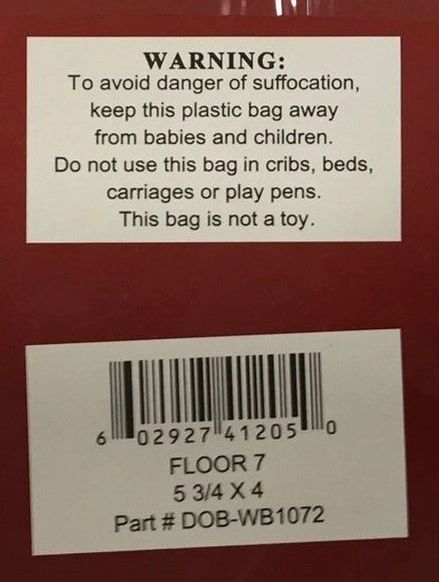 WARNING:
To avoid danger of suffocation,
keep this plastic bag away
from babies and children.
Do not use this bag in cribs, beds,
carriages or play pens.
This bag is not a toy.
6 02927 41205 0
FLOOR 7
5 3/4 X 4
Part # DOB-WB1072